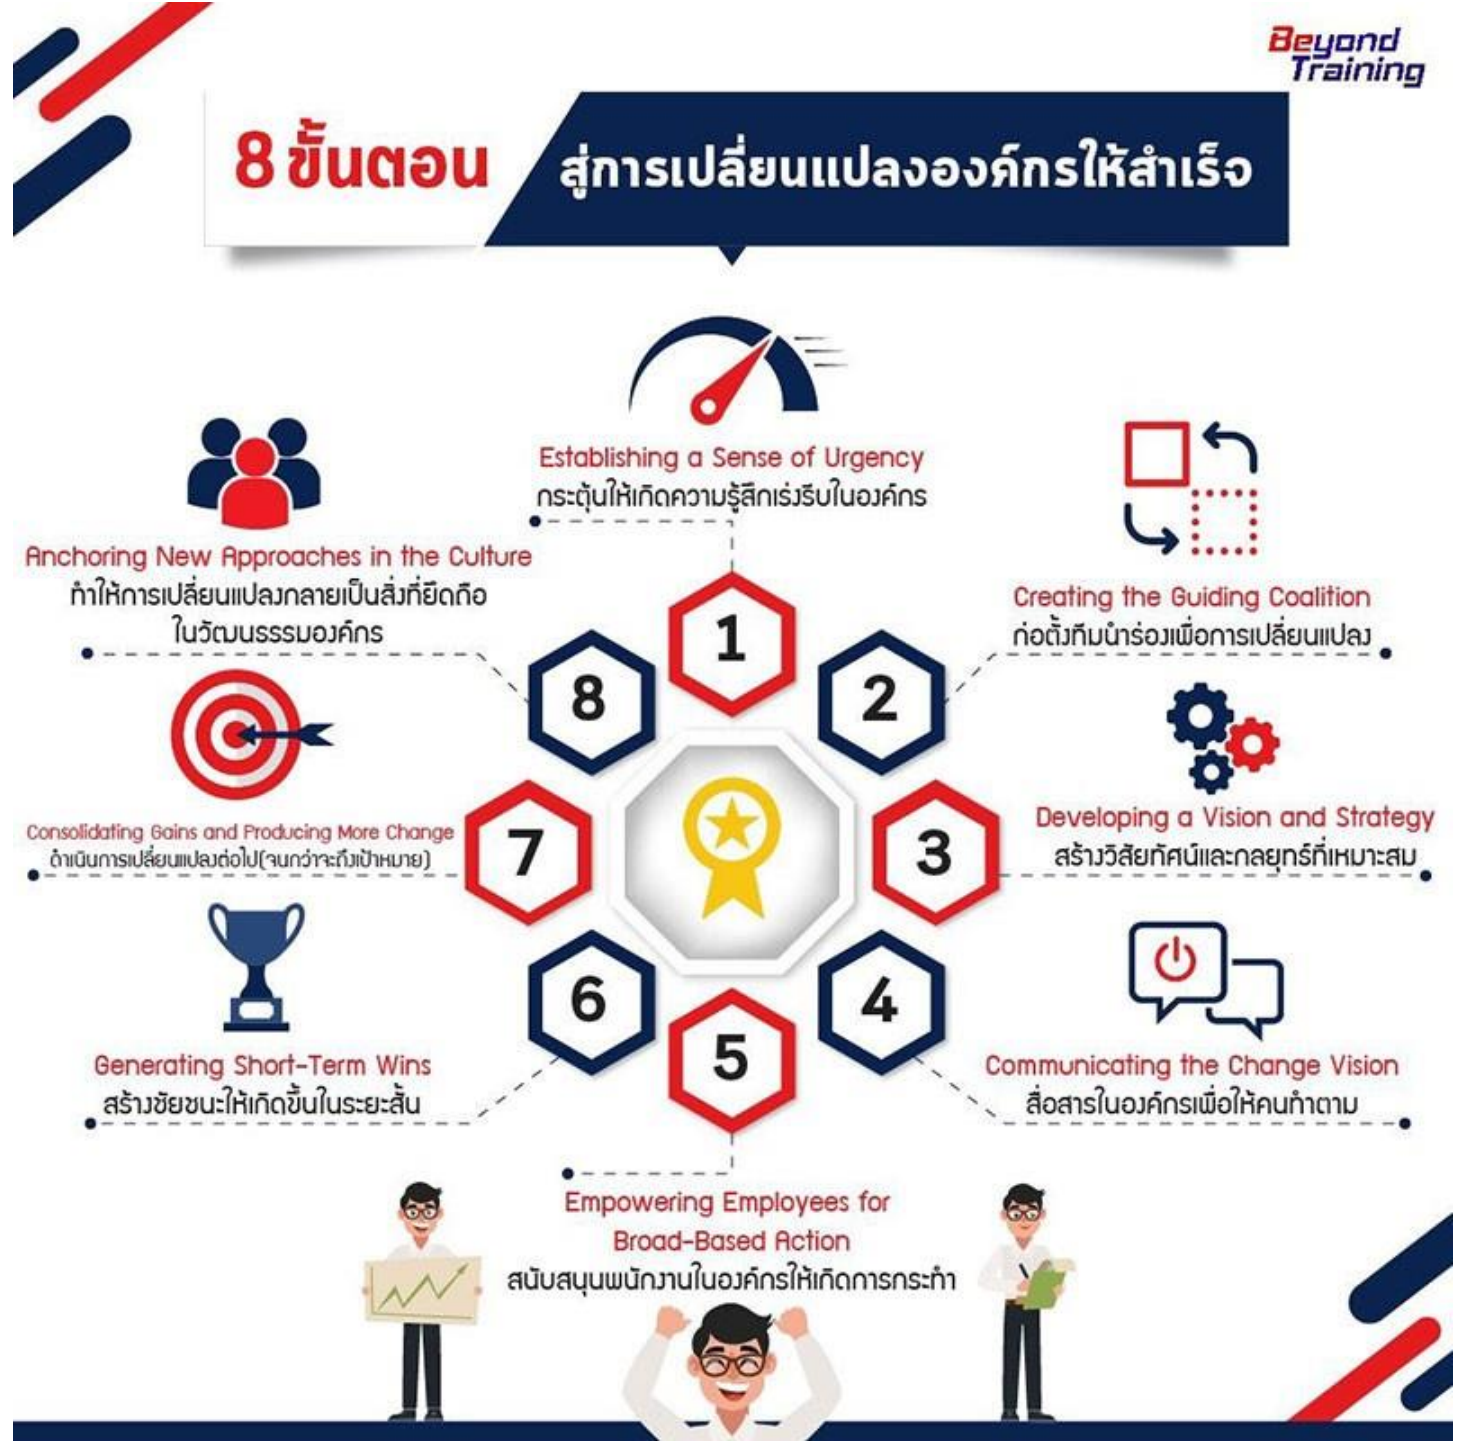 Beyond
Training
8 ขั้นตอน
สู่การเปลี่ยนแปลงองค์กรให้สำเร็จ
1
Establishing a Sense of Urgency
กระตุ้นให้เกิดความรู้สึกเร่งรีบในองค์กร
2
Creating the Guiding Coalition
ก่อตั้งทีมนำร่องเพื่อการเปลี่ยนแปลง
3
Developing a Vision and Strategy
สร้างวิสัยทัศน์และกลยุทธ์ที่เหมาะสม
4
Communicating the Change Vision
สื่อสารในองค์กรเพื่อให้คนทำตาม
5
Empowering Employees for
Broad-Based Action
สนับสนุนพนักงานในองค์กรให้เกิดการกระทำ
6
Generating Short-Term Wins
สร้างชัยชนะให้เกิดขึ้นในระยะสั้น
7
Consolidating Gains and Producing More Change
ดำเนินการเปลี่ยนแปลงต่อไป(จนกว่าจะถึงเป้าหมาย)
8
Anchoring New Approaches in the Culture
ทำให้การเปลี่ยนแปลงกลายเป็นสิ่งที่ยึดถือ
ในวัฒนธรรมองค์กร